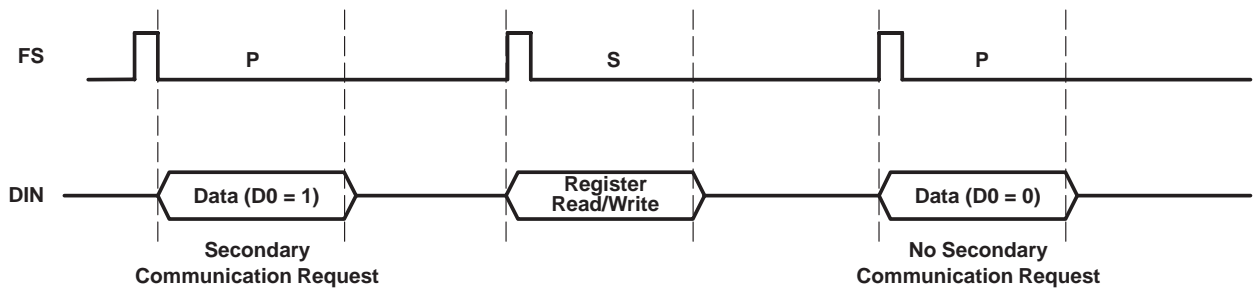 FS
P
S
P
DIN
Data (D0 = 1)
Register
Read/Write
Data (D0 = 0)
Secondary
Communication Request
No Secondary
Communication Request